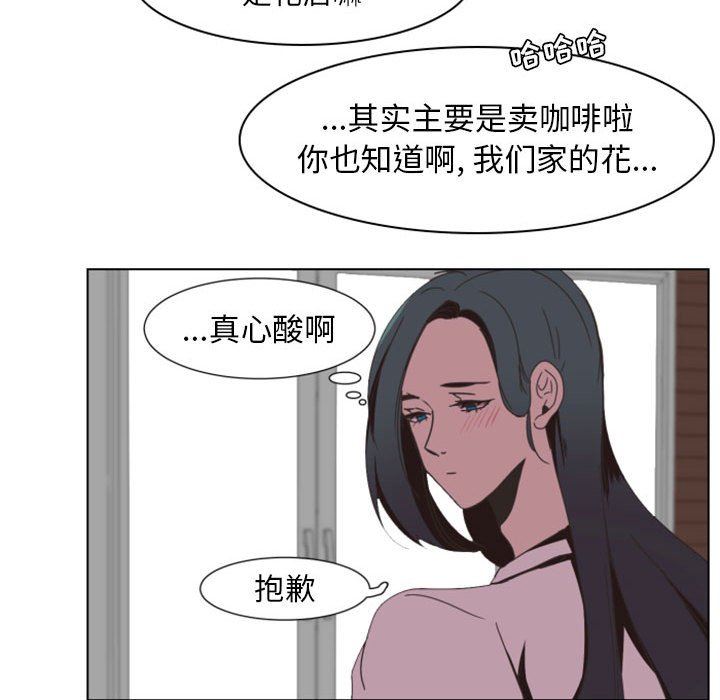 哈哈哈
…其实主要是卖咖啡啦
你也知道啊, 我们家的花…
…真心酸啊
抱歉